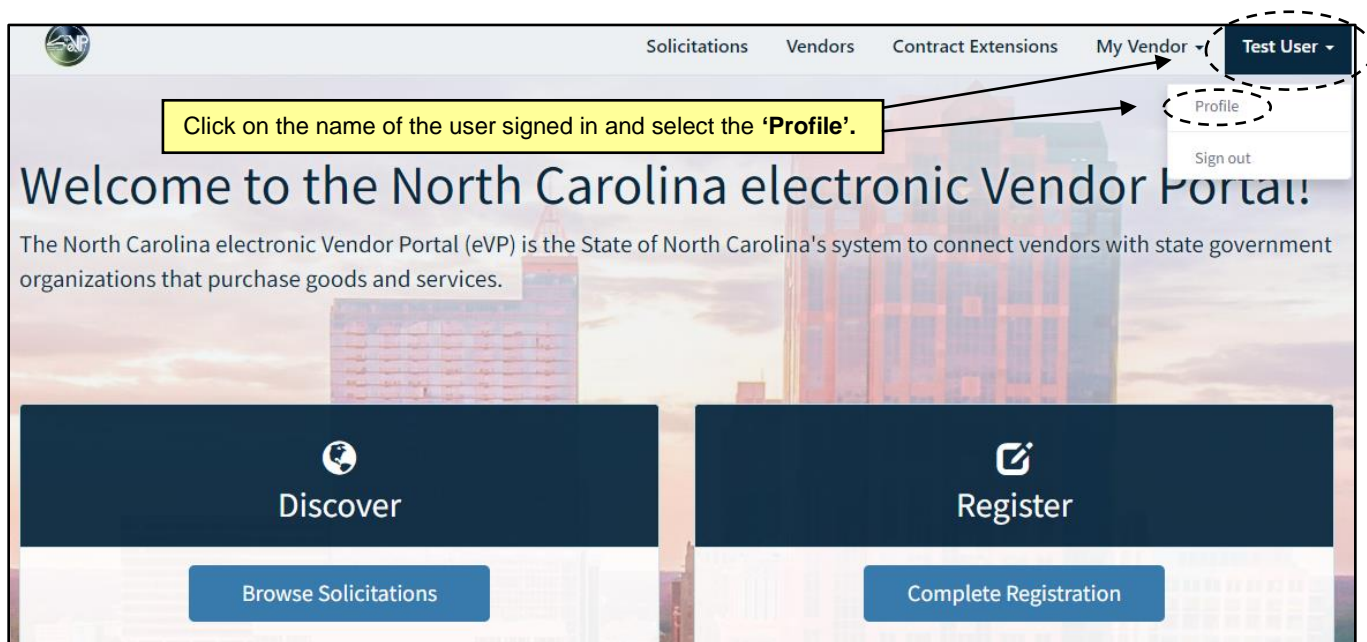 eVP
Solicitations Vendors Contract Extensions My Vendor Test User
Profile
Click on the name of the user signed in and select the ‘Profile’.
Sign out
Welcome to the North Carolina electronic Vendor Portal!
The North Carolina electronic Vendor Portal (eVP) is the State of North Carolina's system to connect vendors with state government
organizations that purchase goods and services.
Discover Register
Browse Solicitations Complete Registration